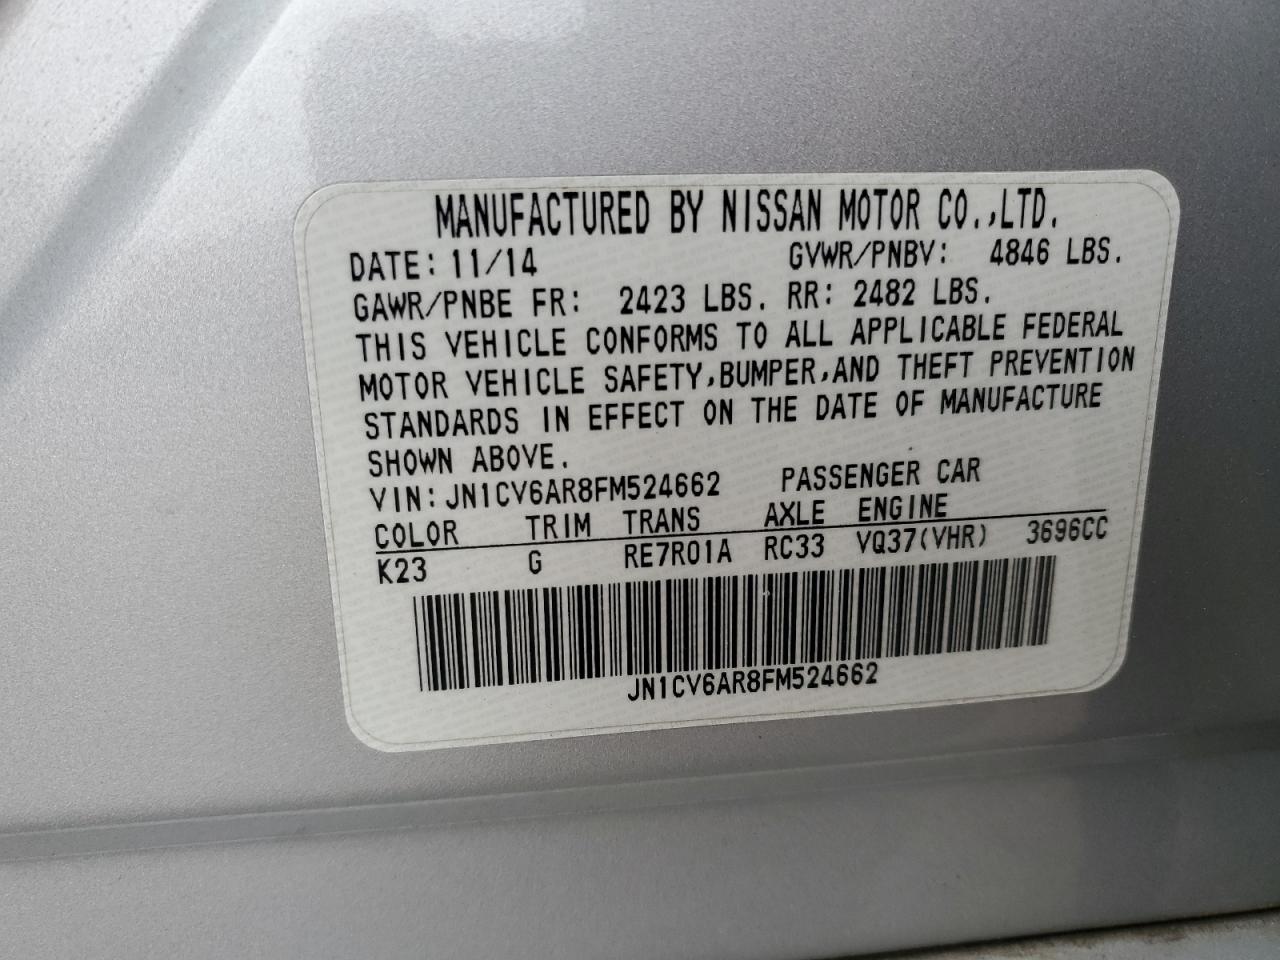 MANUFACTURED BY NISSAN MOTOR CO.,LTD.
DATE: 11/14 GVWR/PNBV: 4846 LBS.
GAWR/PNBE FR: 2423 LBS. RR: 2482 LBS.
THIS VEHICLE CONFORMS TO ALL APPLICABLE FEDERAL
MOTOR VEHICLE SAFETY,BUMPER,AND THEFT PREVENTION
STANDARDS IN EFFECT ON THE DATE OF MANUFACTURE
SHOWN ABOVE.
VIN: JN1CV6AR8FM524662 PASSENGER CAR
COLOR TRIM TRANS AXLE ENGINE
K23 G RE7R01A RC33 VQ37(VHR) 3696CC
JN1CV6AR8FM524662